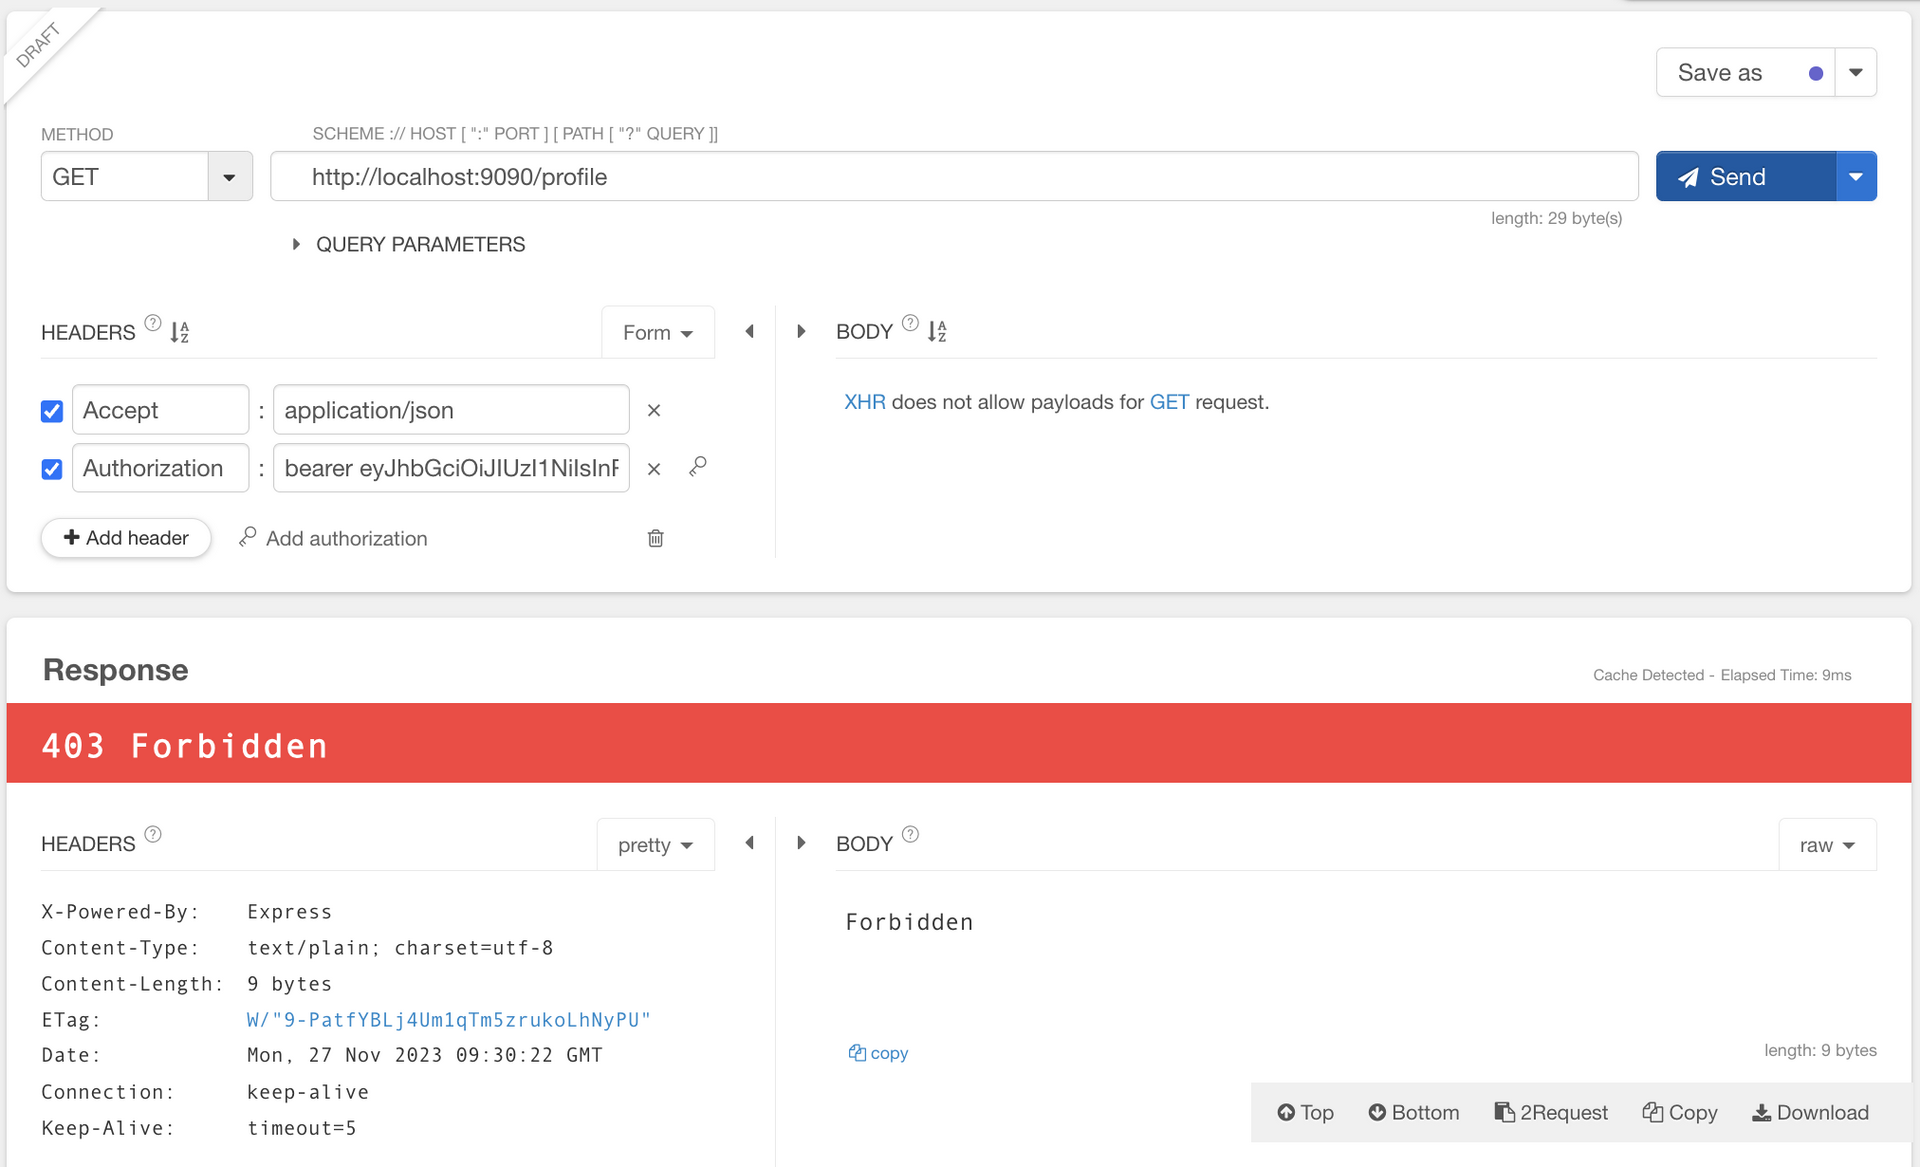 DRAFT
Save as
METHOD
SCHEME :// HOST [ ":" PORT ] [ PATH [ "?" QUERY ]]
GET
http://localhost:9090/profile
Send
length: 29 byte(s)
QUERY PARAMETERS
HEADERS ? A Z
Form
BODY ? A Z
Accept : application/json ×
XHR does not allow payloads for GET request.
Authorization : bearer eyJhbGciOiJIUzI1NiIsInF ×
+ Add header
Add authorization
Response
Cache Detected - Elapsed Time: 9ms
403 Forbidden
HEADERS ?
pretty
BODY ?
raw
X-Powered-By: Express
Content-Type: text/plain; charset=utf-8
Content-Length: 9 bytes
ETag: W/"9-PatfYBLj4Um1qTm5zrukoLhNyPU"
Date: Mon, 27 Nov 2023 09:30:22 GMT
Connection: keep-alive
Keep-Alive: timeout=5
Forbidden
copy
length: 9 bytes
Top
Bottom
2Request
Copy
Download